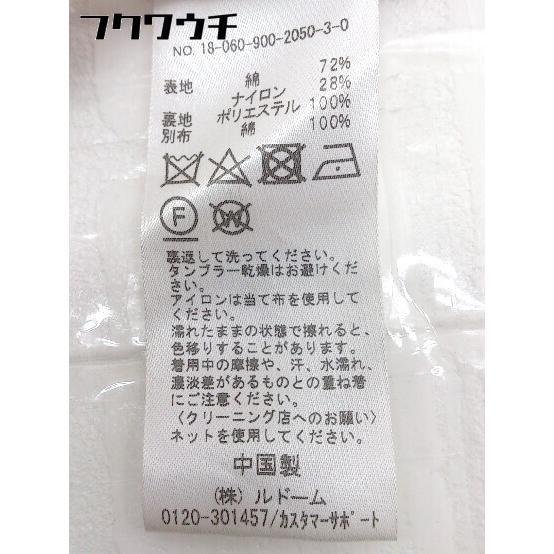 フクワウチ
NO. 18-060-900-2050-3-0
表地 綿 72%
ナイロン 28%
裏地 ポリエステル 100%
別布 綿 100%
F W
裏返して洗ってください。
タンブラー乾燥はお避けくだ
さい。
アイロンは当て布を使用して
ください。
濡れたままの状態で擦れると、
色移りすることがあります。
着用中の摩擦や、汗、水濡れ、
濃淡差があるものとの重ね着
にご注意ください。
〈クリーニング店へのお願い〉
ネットを使用してください。
中国製
(株) ルドーム
0120-301457/カスタマーサポート